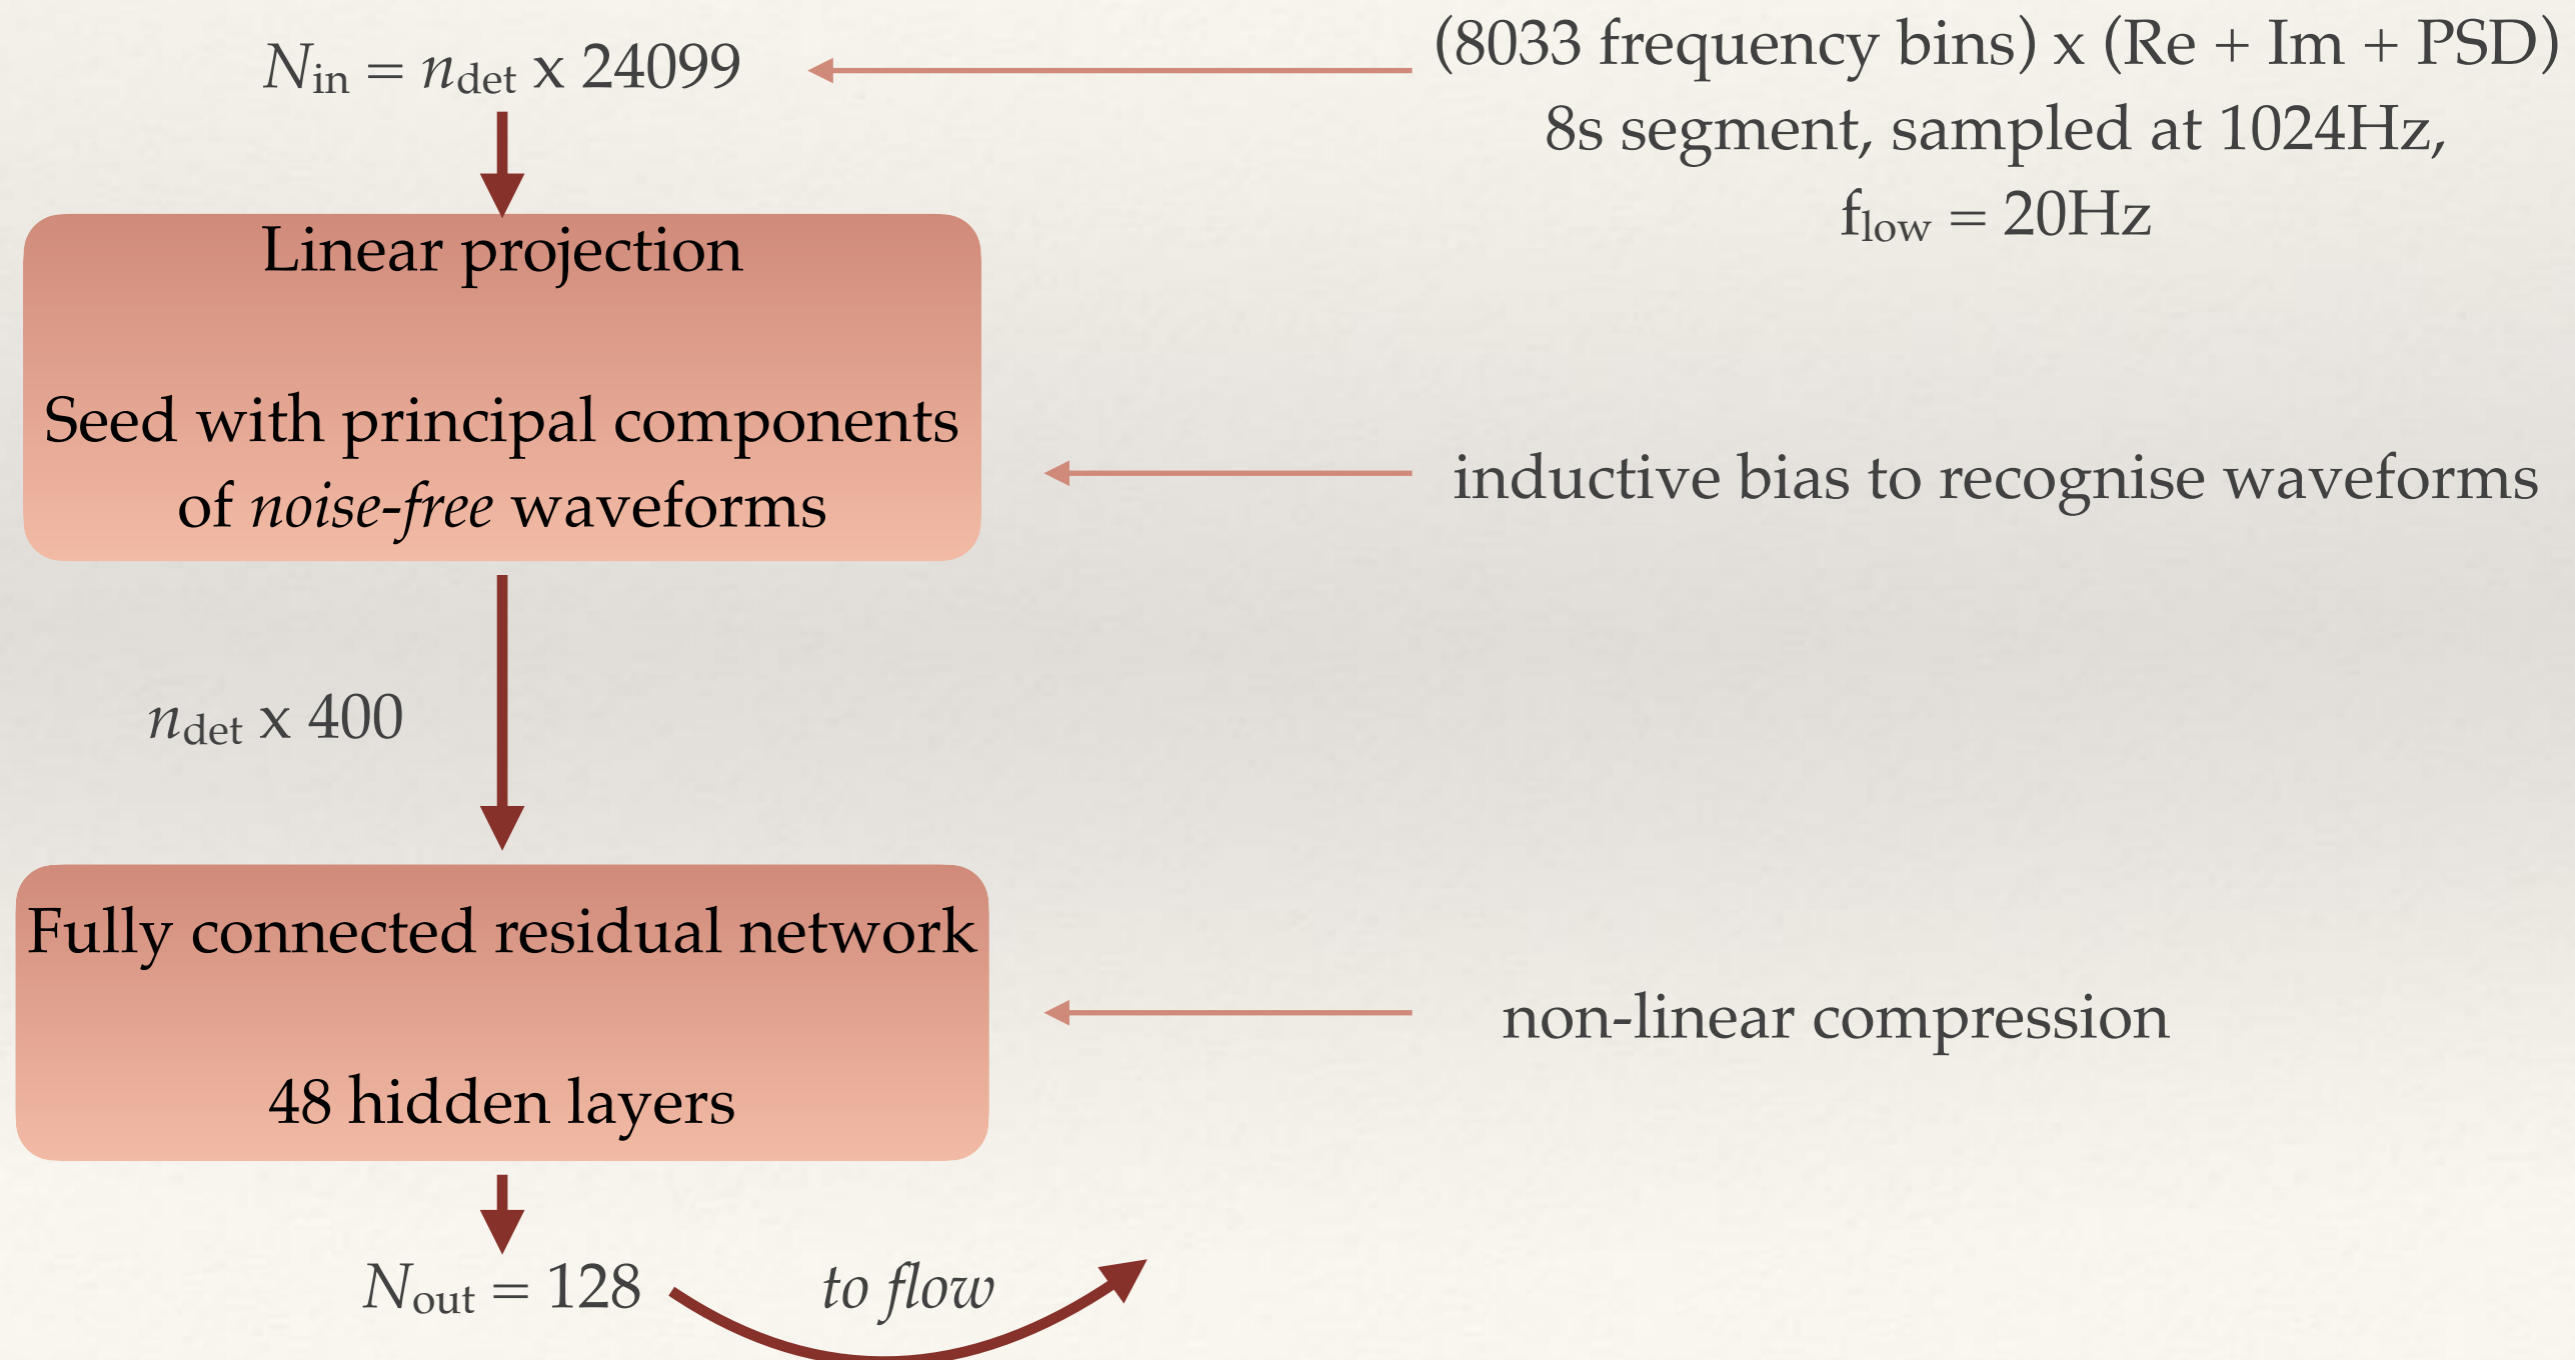 N_in = n_det x 24099
(8033 frequency bins) x (Re + Im + PSD)
8s segment, sampled at 1024Hz,
f_low = 20Hz
Linear projection
Seed with principal components
of noise-free waveforms
inductive bias to recognise waveforms
n_det x 400
Fully connected residual network
48 hidden layers
non-linear compression
N_out = 128
to flow